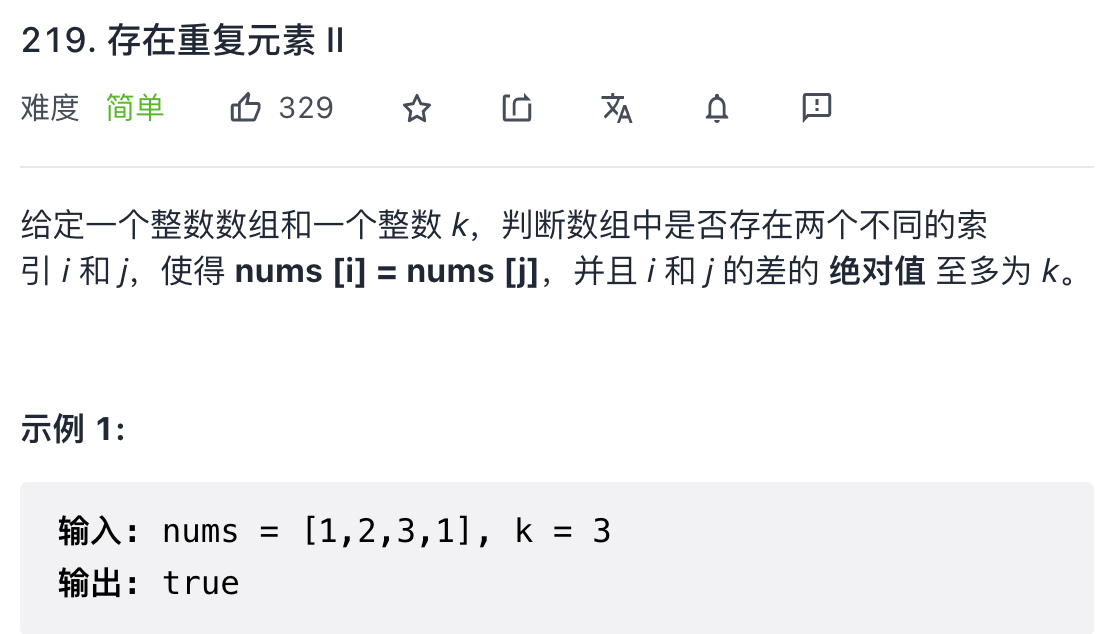 219. 存在重复元素 II
难度 简单 329
给定一个整数数组和一个整数 k，判断数组中是否存在两个不同的索
引 i 和 j，使得 nums [i] = nums [j]，并且 i 和 j 的差的 绝对值 至多为 k。
示例 1:
输入: nums = [1,2,3,1], k = 3
输出: true